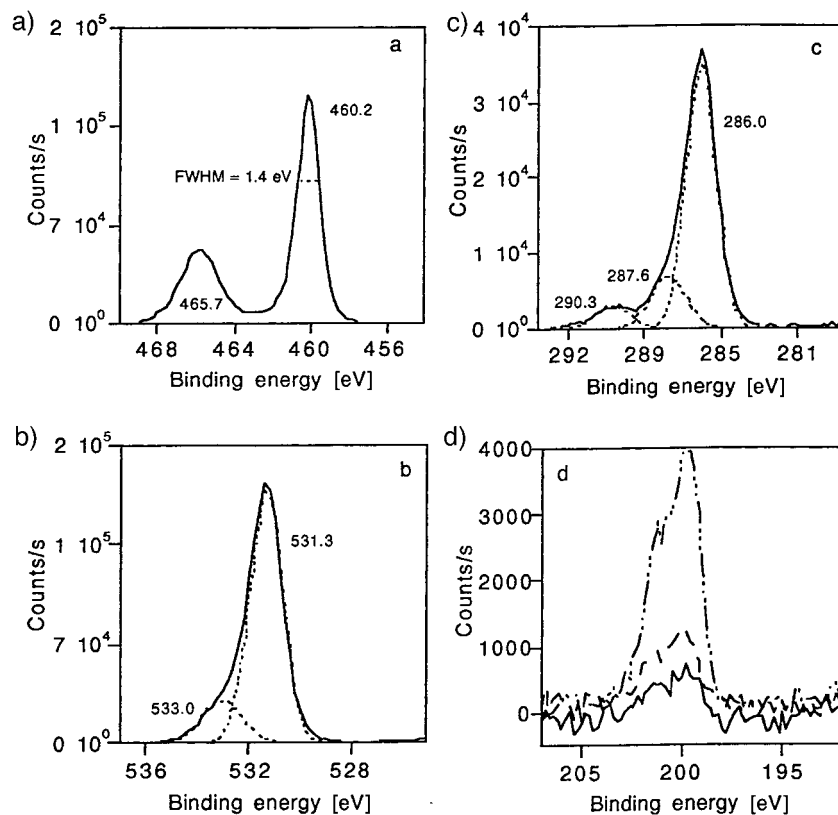 a)
a
2 10⁵
1 10⁵
7 10⁴
0 10⁰
Counts/s
460.2
FWHM = 1.4 eV
465.7
468 464 460 456
Binding energy [eV]
c)
c
4 10⁴
3 10⁴
2 10⁴
1 10⁴
0 10⁰
Counts/s
286.0
287.6
290.3
292 289 285 281
Binding energy [eV]
b)
b
2 10⁵
1 10⁵
7 10⁴
0 10⁰
Counts/s
531.3
533.0
536 532 528
Binding energy [eV]
d)
d
4000
3000
2000
1000
0
Counts/s
205 200 195
Binding energy [eV]